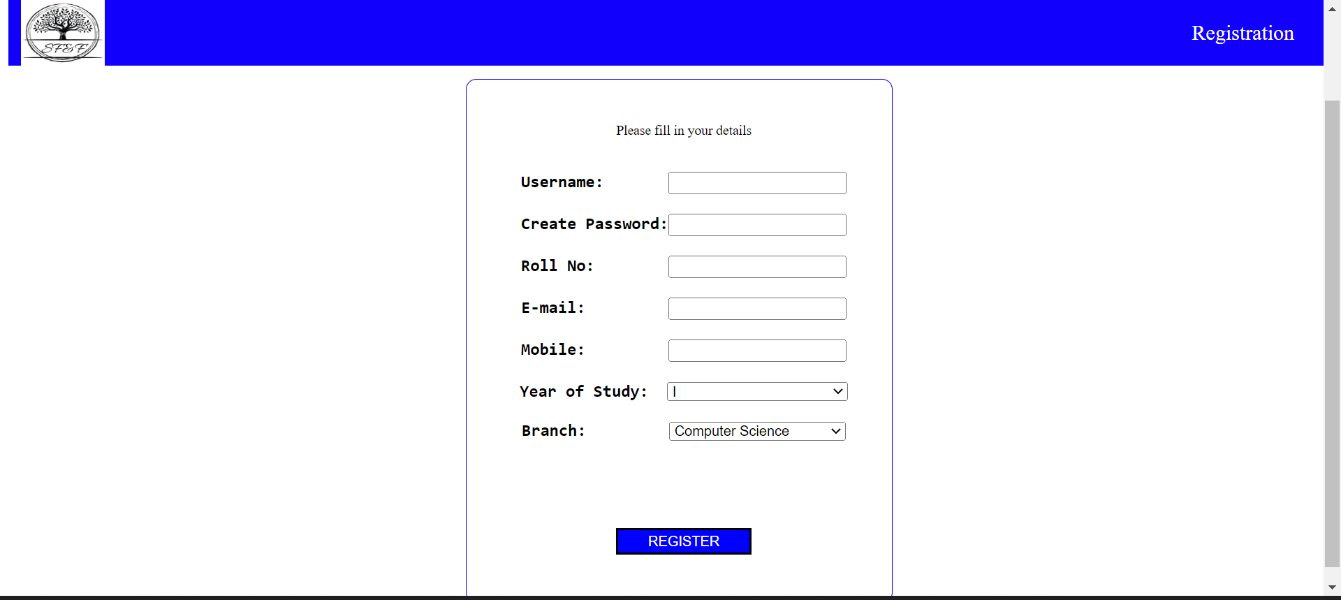 SF&F
Registration
Please fill in your details
Username:
Create Password:
Roll No:
E-mail:
Mobile:
Year of Study: I
Branch: Computer Science
REGISTER